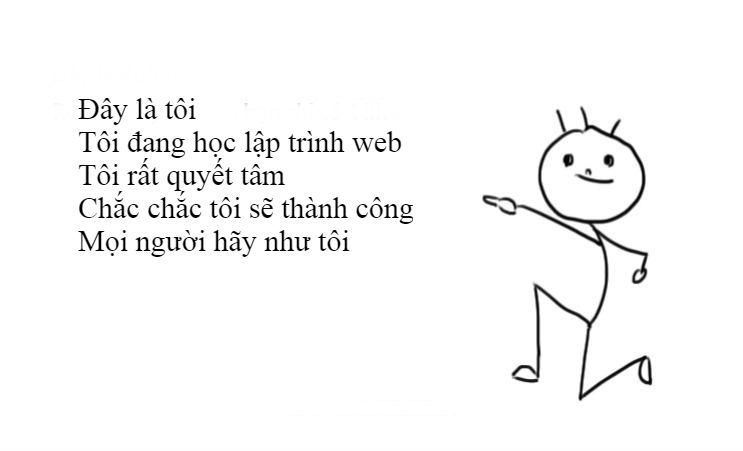 Đây là tôi
Tôi đang học lập trình web
Tôi rất quyết tâm
Chắc chắc tôi sẽ thành công
Mọi người hãy như tôi